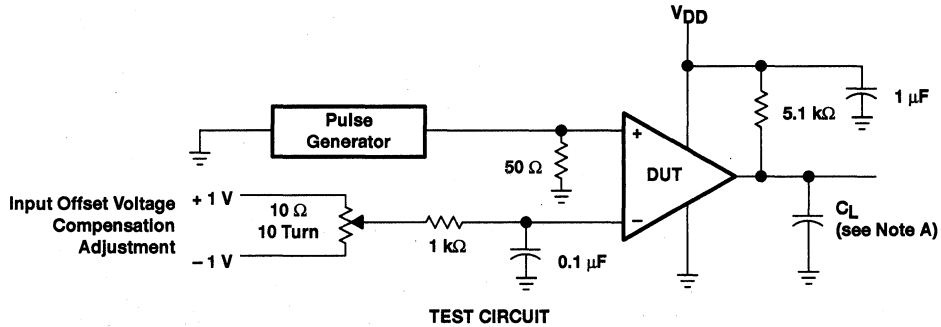 VDD
1 μF
5.1 kΩ
Pulse
Generator
+
50 Ω
DUT
Input Offset Voltage
Compensation
Adjustment
+ 1 V
10 Ω
10 Turn
− 1 V
1 kΩ
−
0.1 μF
CL
(see Note A)
TEST CIRCUIT